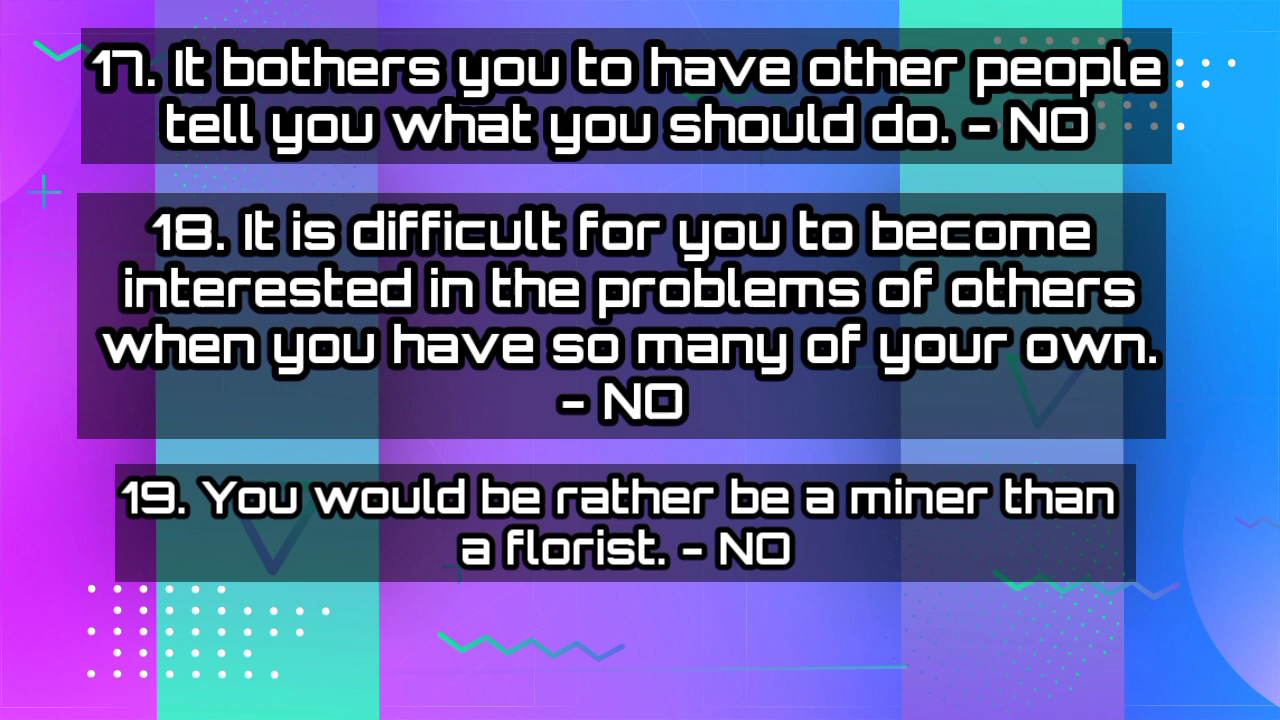 17. It bothers you to have other people
tell you what you should do. - NO
18. It is difficult for you to become
interested in the problems of others
when you have so many of your own.
- NO
19. You would be rather be a miner than
a florist. - NO